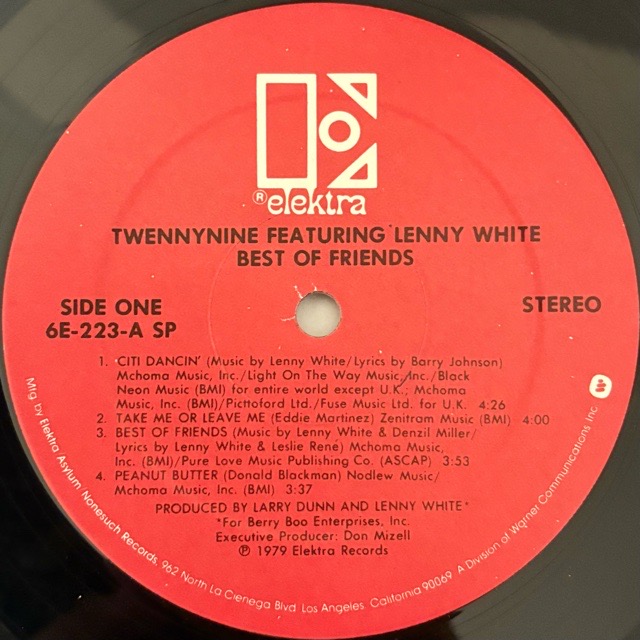 ® elektra
TWENNYNINE FEATURING LENNY WHITE
BEST OF FRIENDS
SIDE ONE
6E-223-A SP
STEREO
1. CITI DANCIN' (Music by Lenny White/Lyrics by Barry Johnson)
Mchoma Music, Inc./Light On The Way Music, Inc./Black
Neon Music (BMI) for entire world except U.K.; Mchoma
Music, Inc. (BMI)/Pictoford Ltd./Fuse Music Ltd. for U.K. 4:26
2. TAKE ME OR LEAVE ME (Eddie Martinez) Zenitram Music (BMI) 4:00
3. BEST OF FRIENDS (Music by Lenny White & Denzil Miller/
Lyrics by Lenny White & Leslie René) Mchoma Music,
Inc. (BMI)/Pure Love Music Publishing Co. (ASCAP) 3:53
4. PEANUT BUTTER (Donald Blackman) Nodlew Music/
Mchoma Music, Inc. (BMI) 3:37
PRODUCED BY LARRY DUNN AND LENNY WHITE*
*For Berry Boo Enterprises, Inc.
Executive Producer: Don Mizell
℗ 1979 Elektra Records
Mfg. by Elektra Asylum Nonesuch Records, 962 North La Cienega Blvd. Los Angeles, California 90069 A Division of Warner Communications Inc.